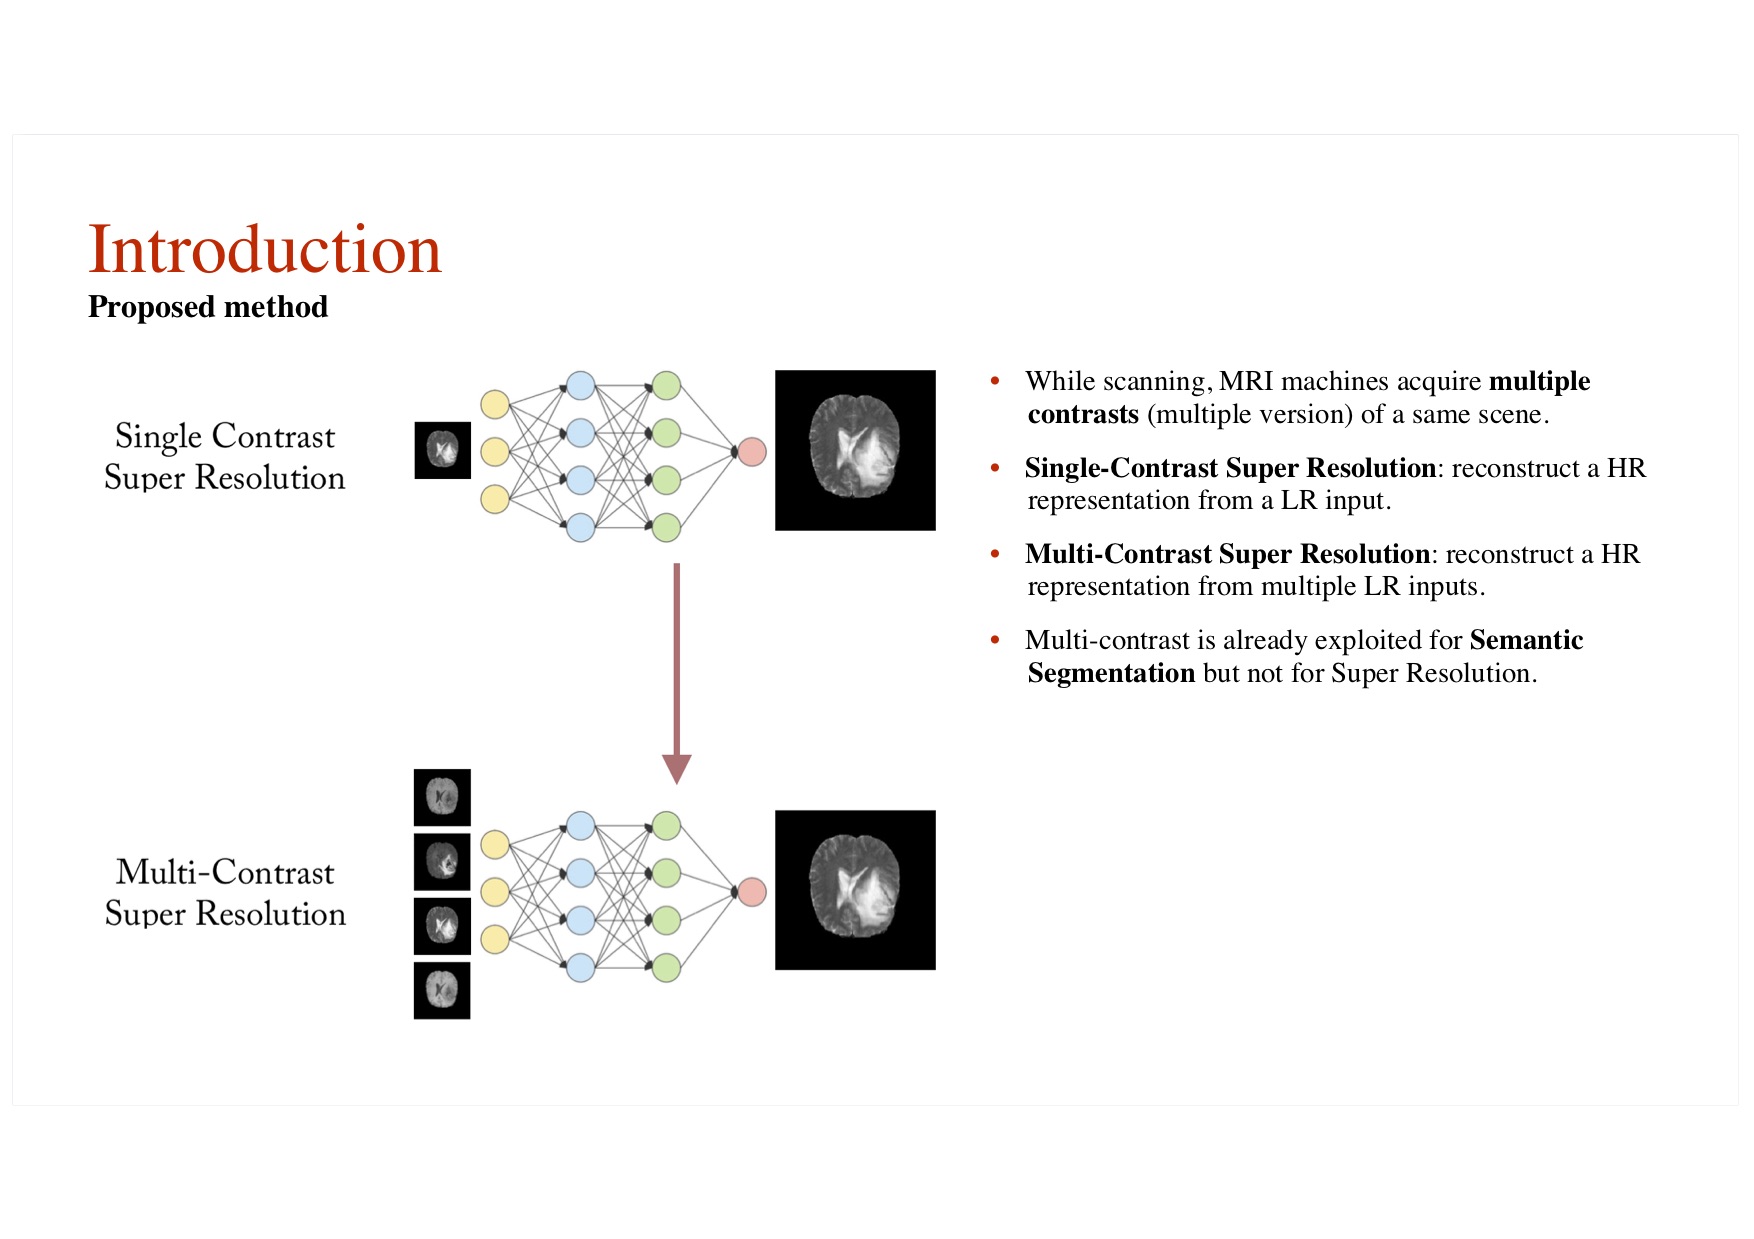 Introduction
Proposed method
Single Contrast
Super Resolution
Multi-Contrast
Super Resolution
• While scanning, MRI machines acquire multiple
contrasts (multiple version) of a same scene.
• Single-Contrast Super Resolution: reconstruct a HR
representation from a LR input.
• Multi-Contrast Super Resolution: reconstruct a HR
representation from multiple LR inputs.
• Multi-contrast is already exploited for Semantic
Segmentation but not for Super Resolution.